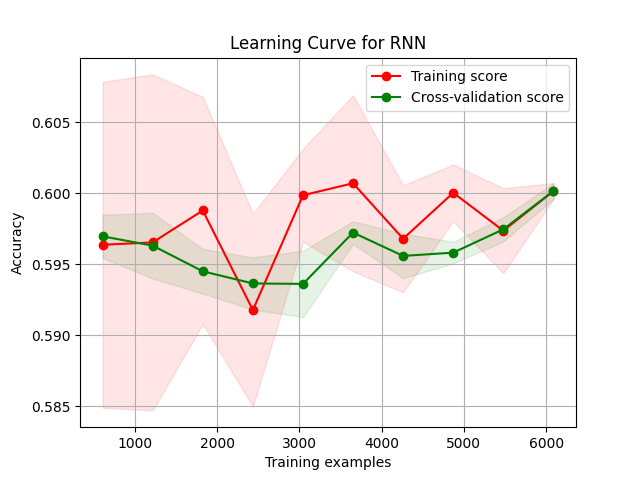 Learning Curve for RNN
Training score
Cross-validation score
Accuracy
0.605
0.600
0.595
0.590
0.585
1000 2000 3000 4000 5000 6000
Training examples